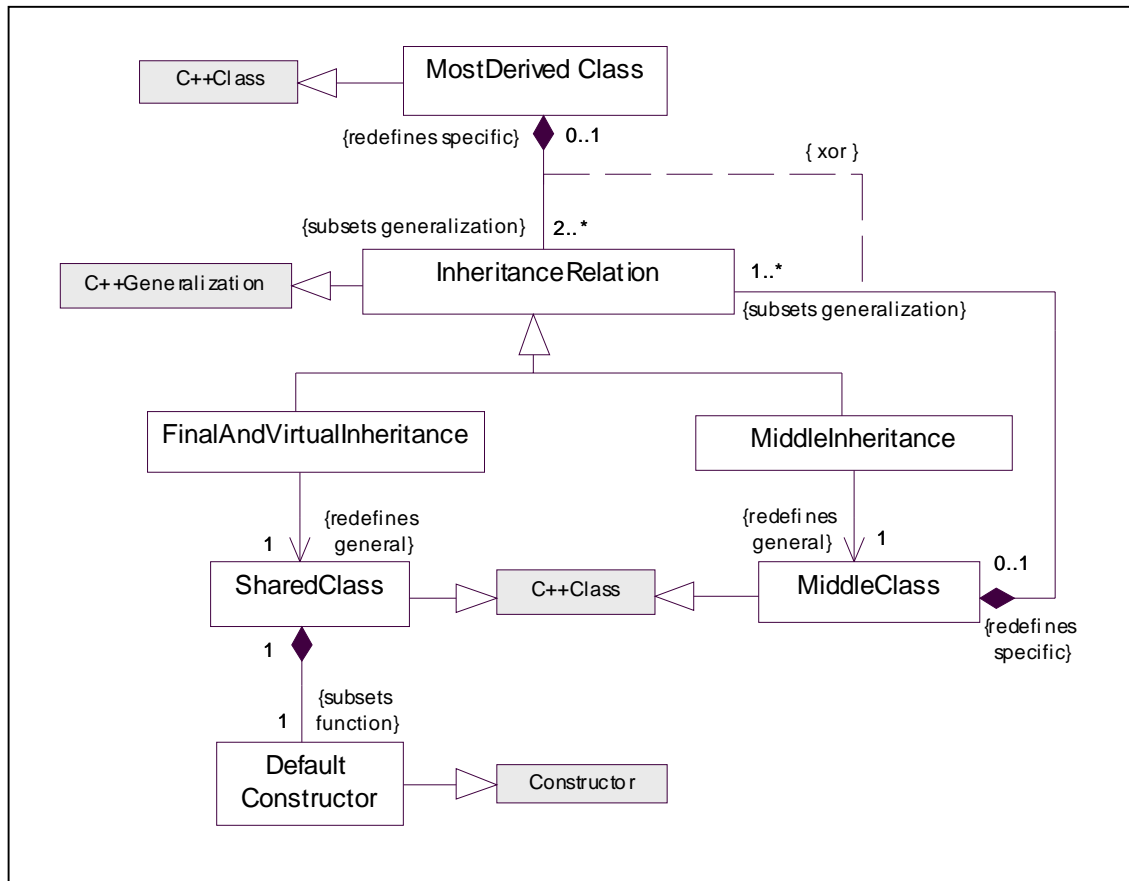 MostDerived Class
C++Class
{redefines specific}
0..1
{ xor }
{subsets generalization}
2..*
InheritanceRelation
1..*
C++Generalization
{subsets generalization}
FinalAndVirtualInheritance
MiddleInheritance
{redefines
general}
1
{redefines
general}
1
0..1
SharedClass
C++Class
MiddleClass
{redefines
specific}
1
{subsets
function}
1
Default
Constructor
Constructor